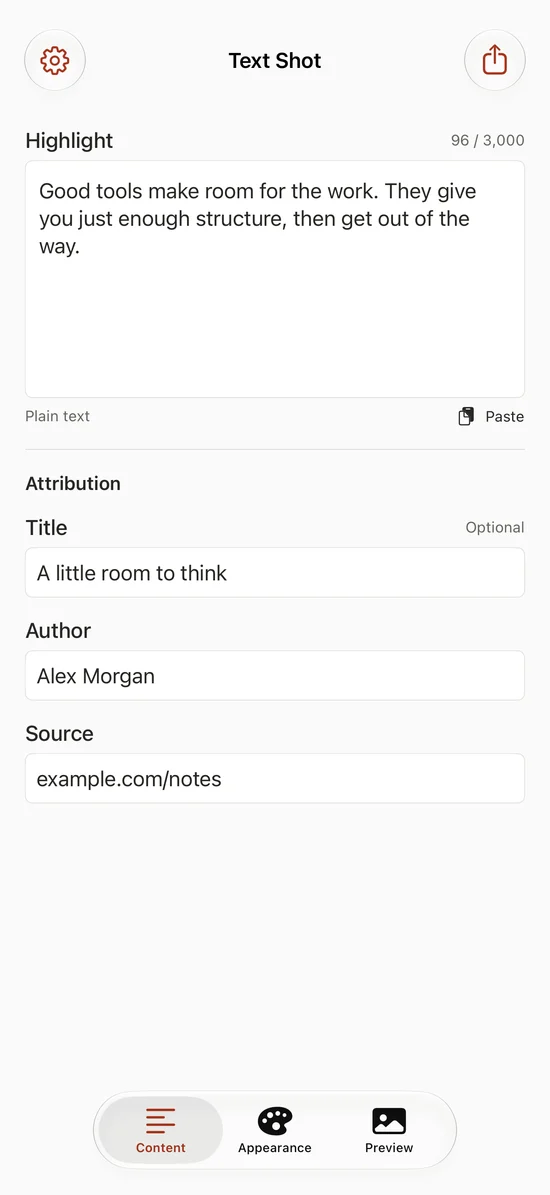 Text Shot
Highlight
96 / 3,000
Good tools make room for the work. They give
you just enough structure, then get out of the
way.
Plain text
Paste
Attribution
Title
Optional
A little room to think
Author
Alex Morgan
Source
example.com/notes
Content
Appearance
Preview